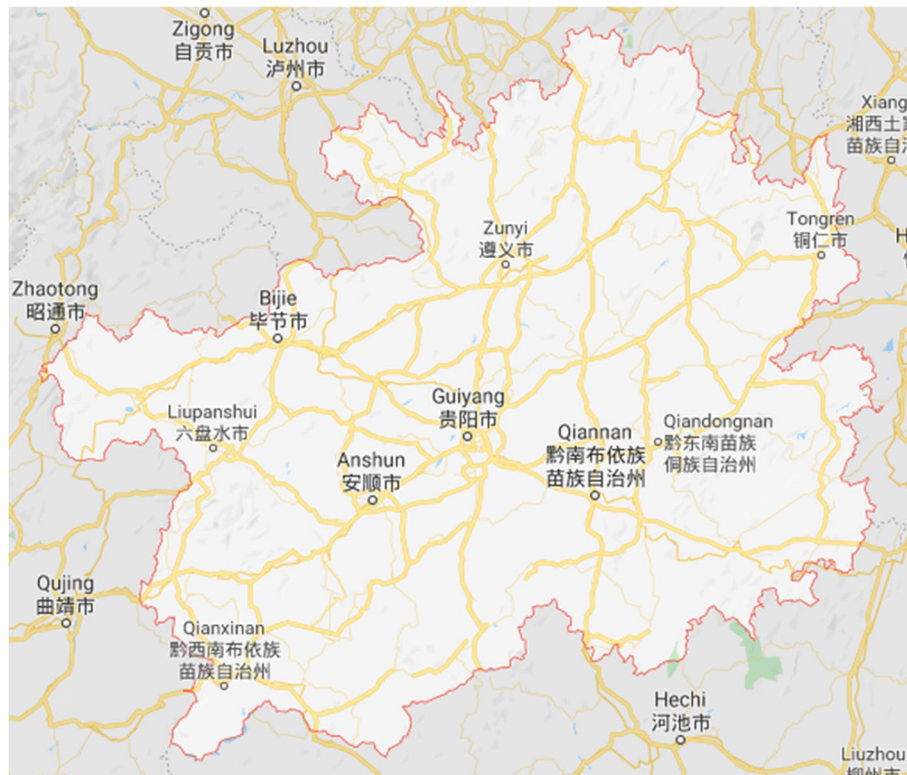 Zigong
自贡市
Luzhou
泸州市
Xiang
湘西土家
苗族自治
Zunyi
遵义市
Tongren
铜仁市
H
Zhaotong
昭通市
Bijie
毕节市
Liupanshui
六盘水市
Guiyang
贵阳市
Anshun
安顺市
Qiannan
黔南布依族
苗族自治州
Qiandongnan
黔东南苗族
侗族自治州
Qujing
曲靖市
Qianxinan
黔西南布依族
苗族自治州
Hechi
河池市
Liuzhou
柳州市